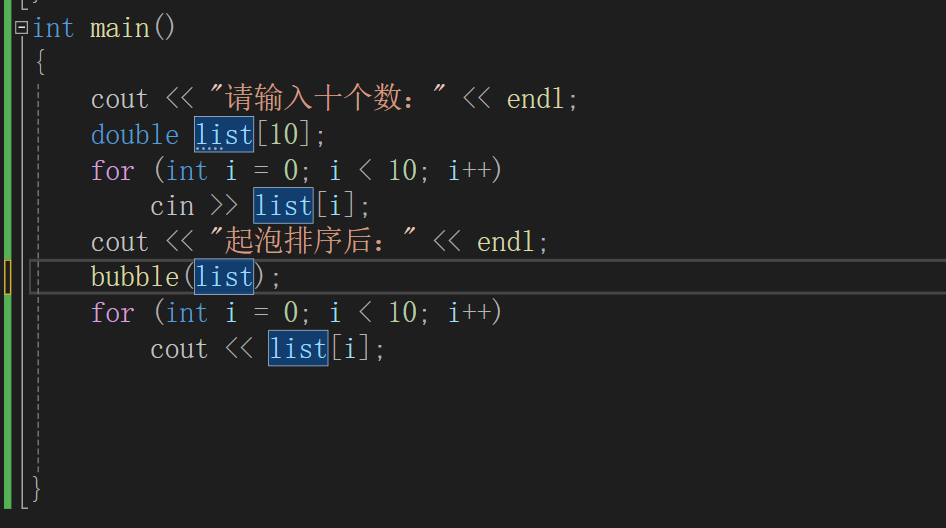 int main()
{
cout << "请输入十个数：" << endl;
double list[10];
for (int i = 0; i < 10; i++)
cin >> list[i];
cout << "起泡排序后：" << endl;
bubble(list);
for (int i = 0; i < 10; i++)
cout << list[i];
}